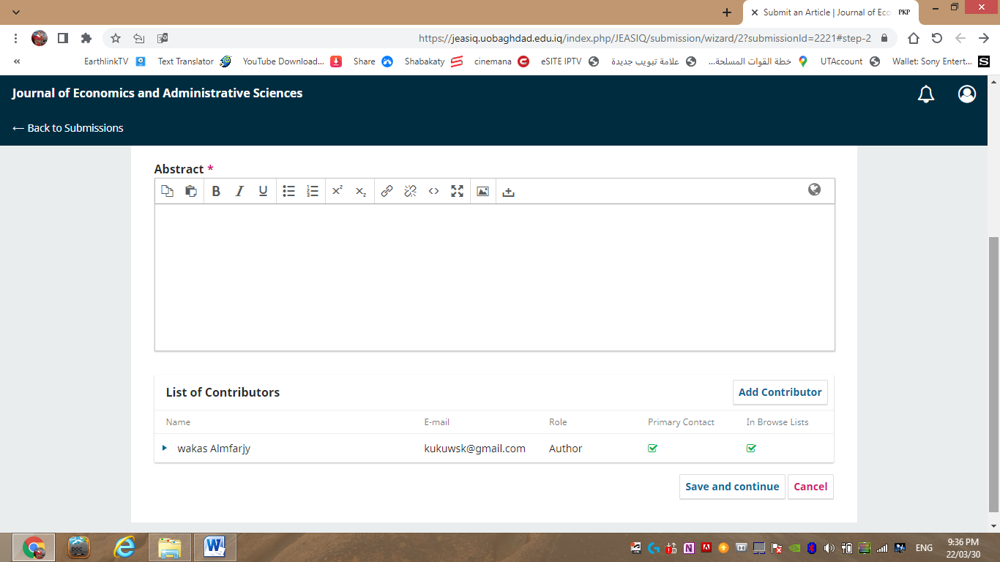 Submit an Article | Journal of Eco PKP
https://jeasiq.uobaghdad.edu.iq/index.php/JEASIQ/submission/wizard/2?submissionId=2221#step-2
« EarthlinkTV Text Translator YouTube Download... Share Shabakaty cinemana eSITE IPTV علامة تبويب جديدة خطة القوات المسلحة... UTAccount Wallet: Sony Entert...
Journal of Economics and Administrative Sciences
← Back to Submissions
Abstract *
B I U x² x₂ <>
List of Contributors Add Contributor
Name E-mail Role Primary Contact In Browse Lists
wakas Almfarjy kukuwsk@gmail.com Author
Save and continue Cancel
ENG 9:36 PM
22/03/30